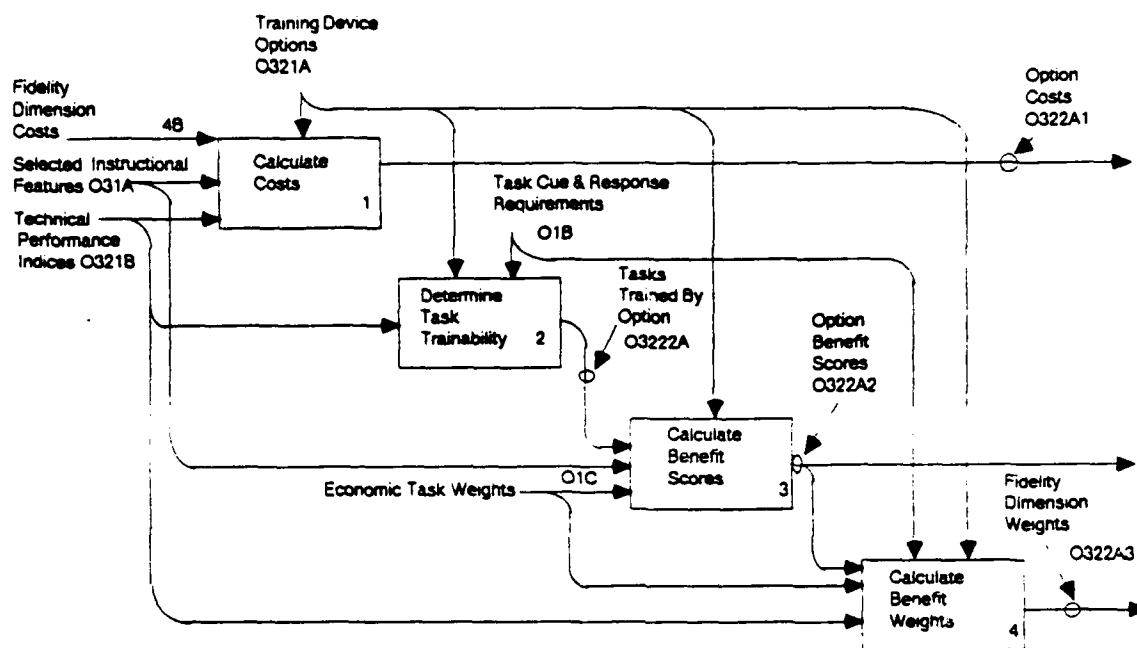 Training Device
Options
O321A
Fidelity
Dimension
Costs
4B
Option
Costs
O322A1
Selected Instructional
Features O31A
Calculate
Costs
1
Technical
Performance
Indices O321B
Task Cue & Response
Requirements
O1B
Tasks
Trained By
Option
O3222A
Determine
Task
Trainability
2
Option
Benefit
Scores
O322A2
Calculate
Benefit
Scores
3
Economic Task Weights
O1C
Fidelity
Dimension
Weights
O322A3
Calculate
Benefit
Weights
4